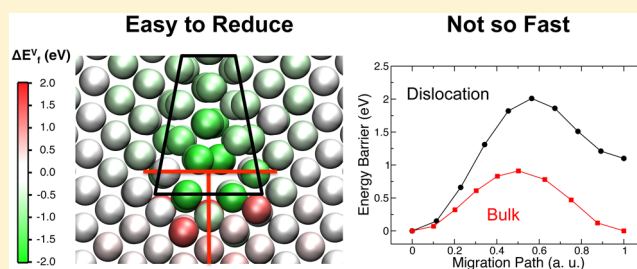 Easy to Reduce
ΔEⱽf (eV)
2.0
1.5
1.0
0.5
0.0
-0.5
-1.0
-1.5
-2.0
Not so Fast
Energy Barrier (eV)
2.5
2
1.5
1
0.5
0
Dislocation
Bulk
0 0.2 0.4 0.6 0.8 1
Migration Path (a. u.)